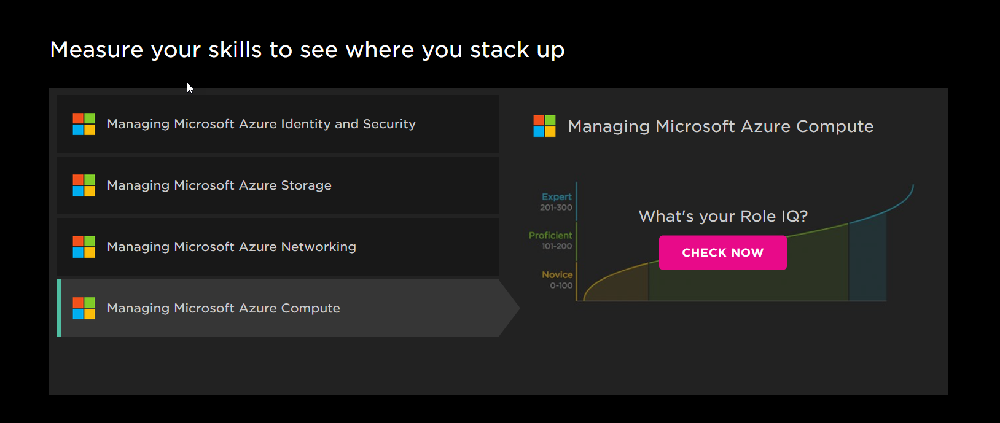 Measure your skills to see where you stack up
Managing Microsoft Azure Identity and Security
Managing Microsoft Azure Storage
Managing Microsoft Azure Networking
Managing Microsoft Azure Compute
Managing Microsoft Azure Compute
Expert
201-300
What's your Role IQ?
Proficient
101-200
CHECK NOW
Novice
0-100